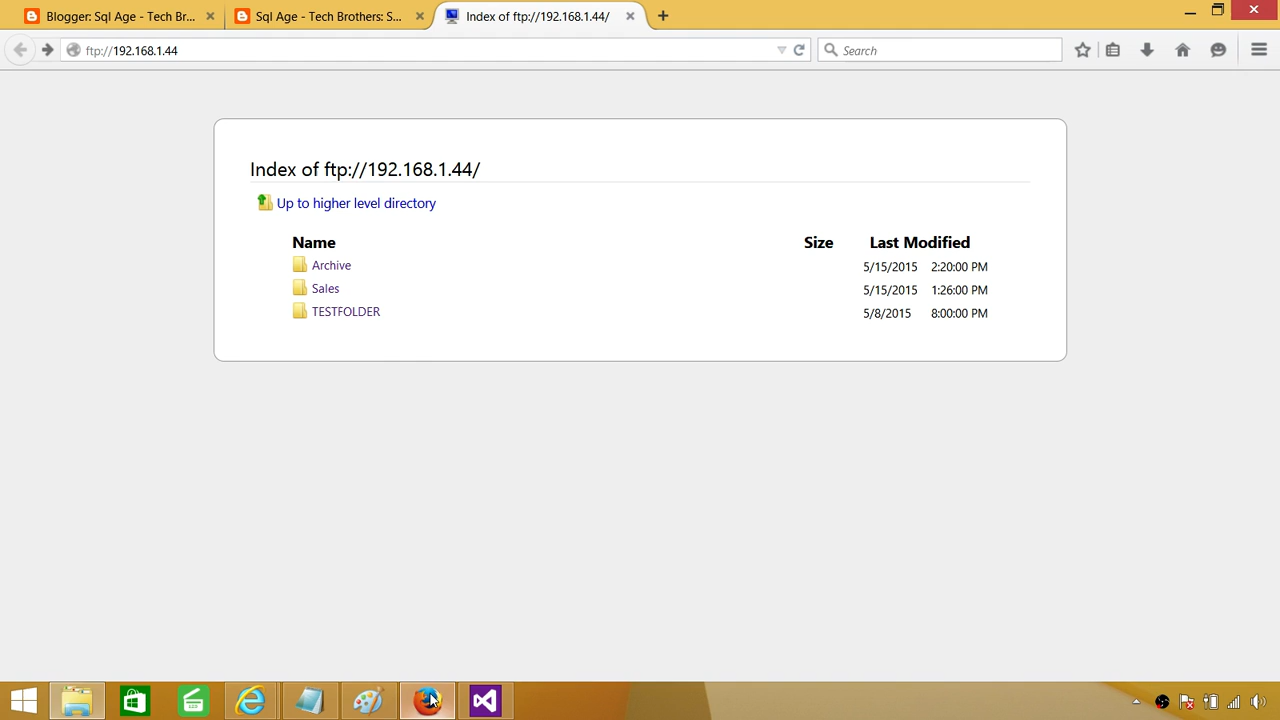 Blogger: Sql Age - Tech Br...
Sql Age - Tech Brothers: S...
Index of ftp://192.168.1.44/
ftp://192.168.1.44
Search
Index of ftp://192.168.1.44/
Up to higher level directory
Name Size Last Modified
Archive 5/15/2015 2:20:00 PM
Sales 5/15/2015 1:26:00 PM
TESTFOLDER 5/8/2015 8:00:00 PM